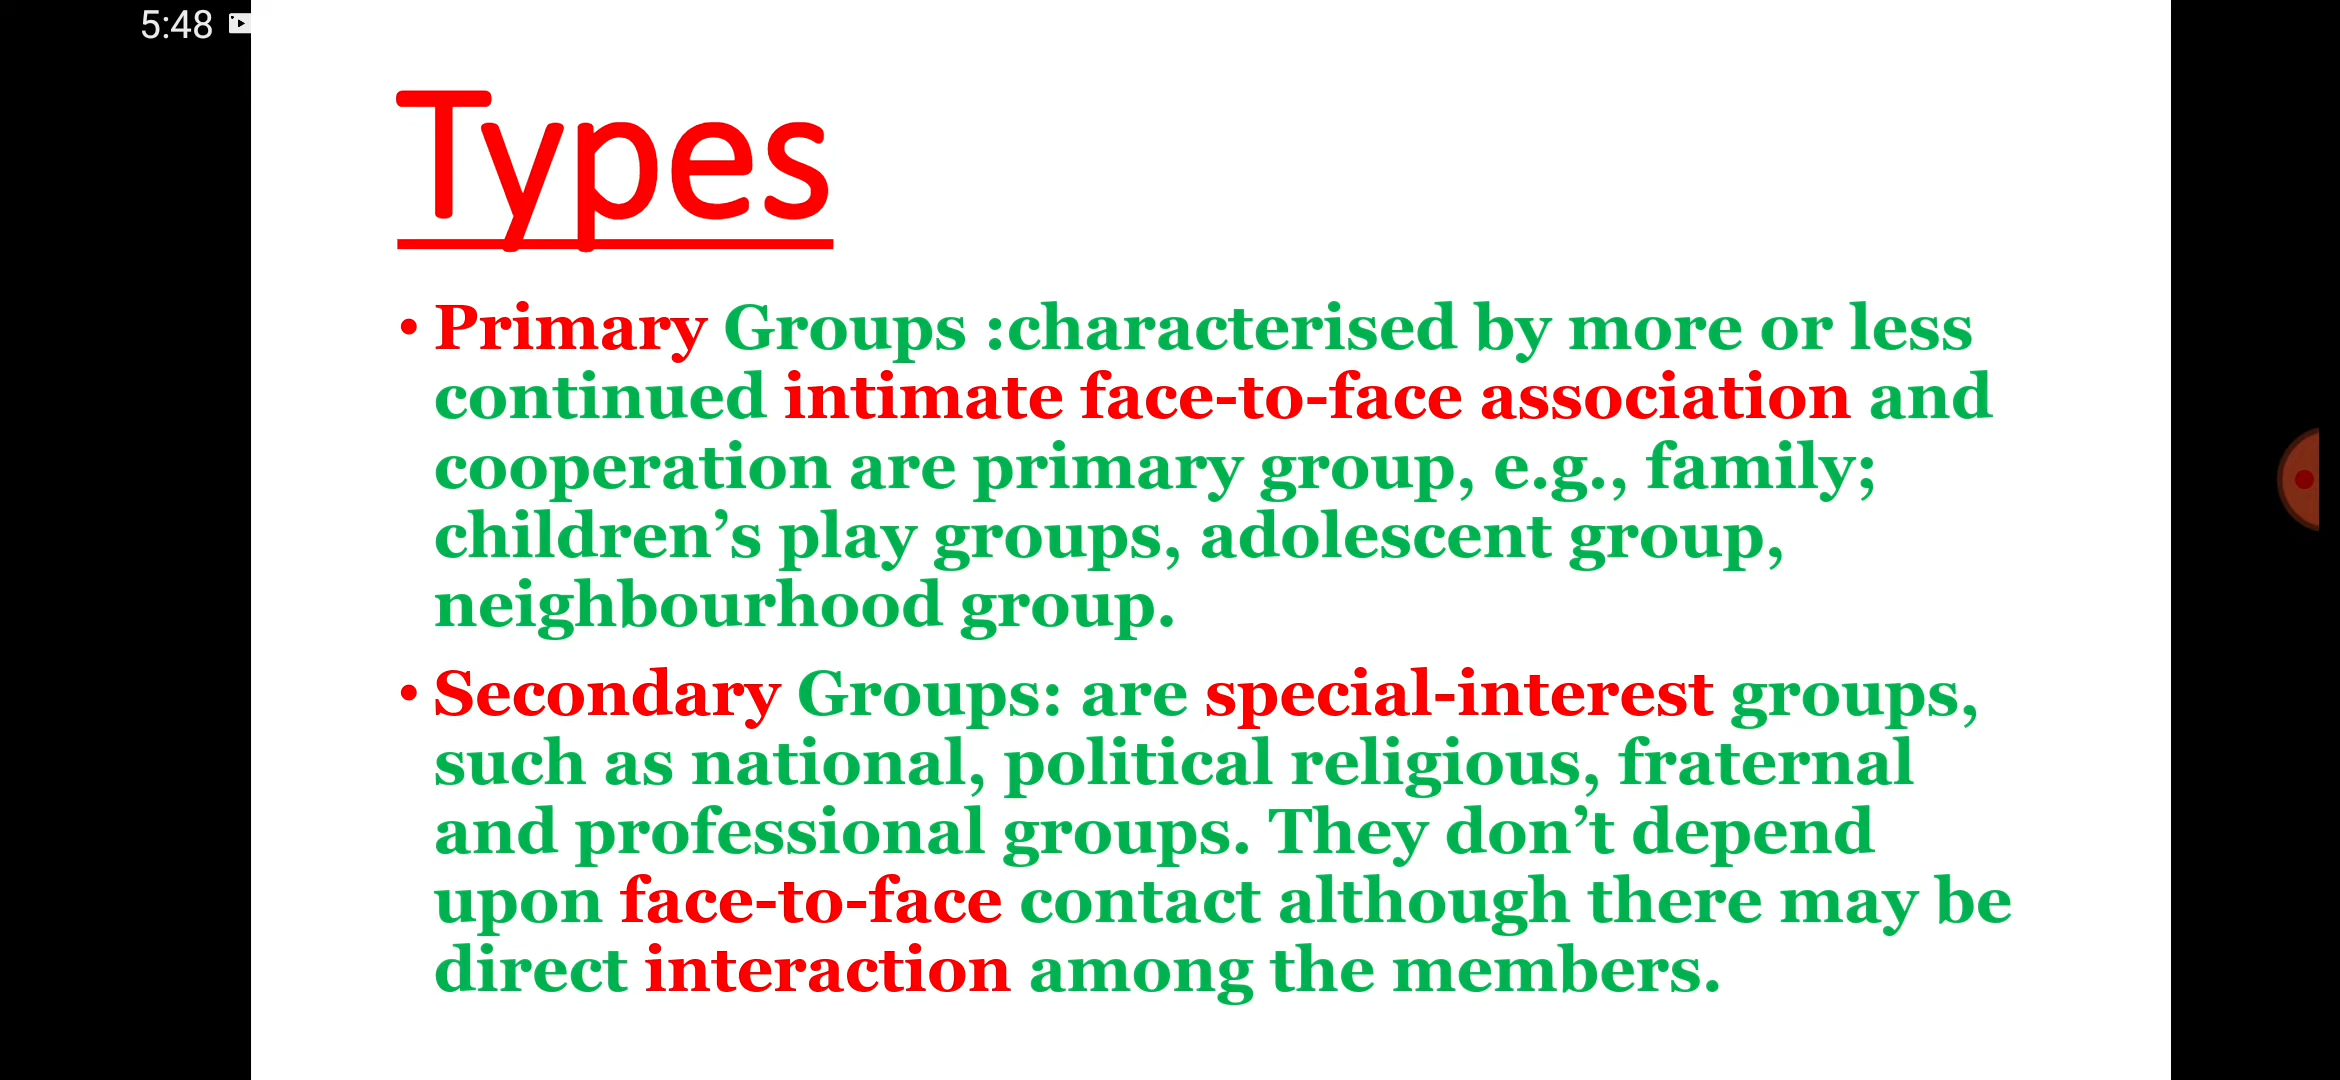 5:48
Types
• Primary Groups :characterised by more or less
continued intimate face-to-face association and
cooperation are primary group, e.g., family;
children’s play groups, adolescent group,
neighbourhood group.
• Secondary Groups: are special-interest groups,
such as national, political religious, fraternal
and professional groups. They don’t depend
upon face-to-face contact although there may be
direct interaction among the members.